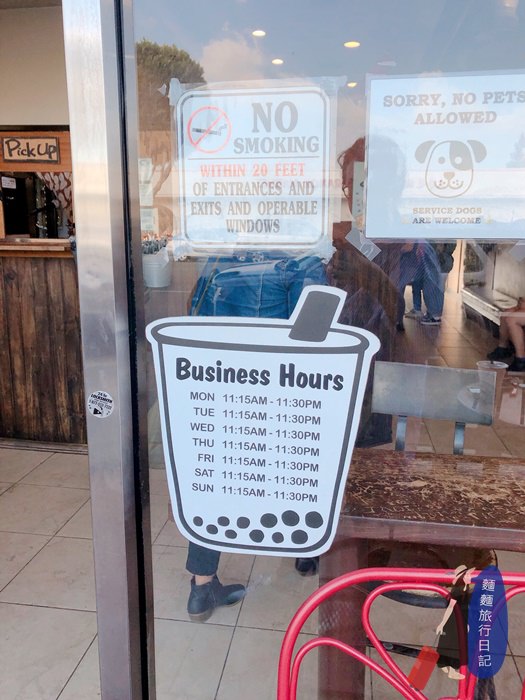 Pick Up
NO
SMOKING
WITHIN 20 FEET
OF ENTRANCES AND
EXITS AND OPERABLE
WINDOWS
SORRY, NO PETS
ALLOWED
SERVICE DOGS
ARE WELCOME
Business Hours
MON 11:15AM - 11:30PM
TUE 11:15AM - 11:30PM
WED 11:15AM - 11:30PM
THU 11:15AM - 11:30PM
FRI 11:15AM - 11:30PM
SAT 11:15AM - 11:30PM
SUN 11:15AM - 11:30PM
LOCKSMITH
麵麵旅行日記